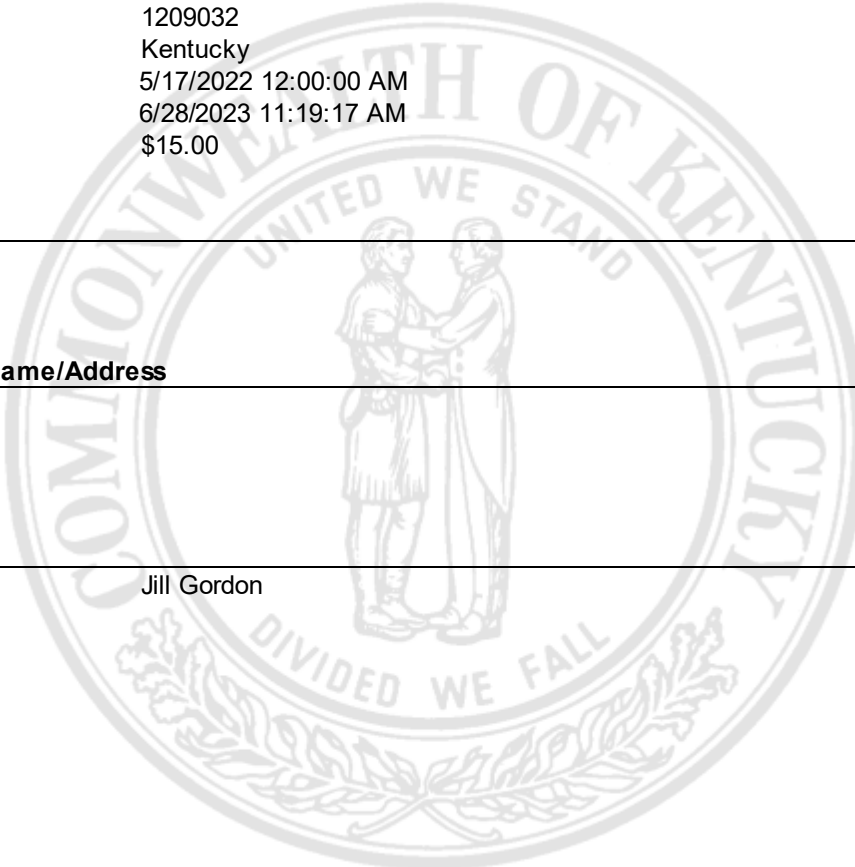 1209032
Kentucky
5/17/2022 12:00:00 AM
6/28/2023 11:19:17 AM
$15.00
COMMONWEALTH OF KENTUCKY
UNITED WE STAND
ame/Address
Jill Gordon
DIVIDED WE FALL